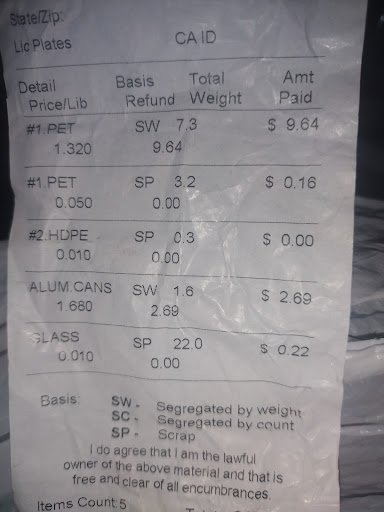 State/Zip:
Lic Plates CA ID
Detail Basis Total Amt
Price/Lib Refund Weight Paid
#1.PET SW 7.3 $ 9.64
1.320 9.64
#1.PET SP 3.2 $ 0.16
0.050 0.00
#2.HDPE SP 0.3 $ 0.00
0.010 0.00
ALUM.CANS SW 1.6 $ 2.69
1.680 2.69
GLASS SP 22.0 $ 0.22
0.010 0.00
Basis: SW - Segregated by weight
SC - Segregated by count
SP - Scrap
I do agree that i am the lawful
owner of the above material and that is
free and clear of all encumbrances.
Items Count:5